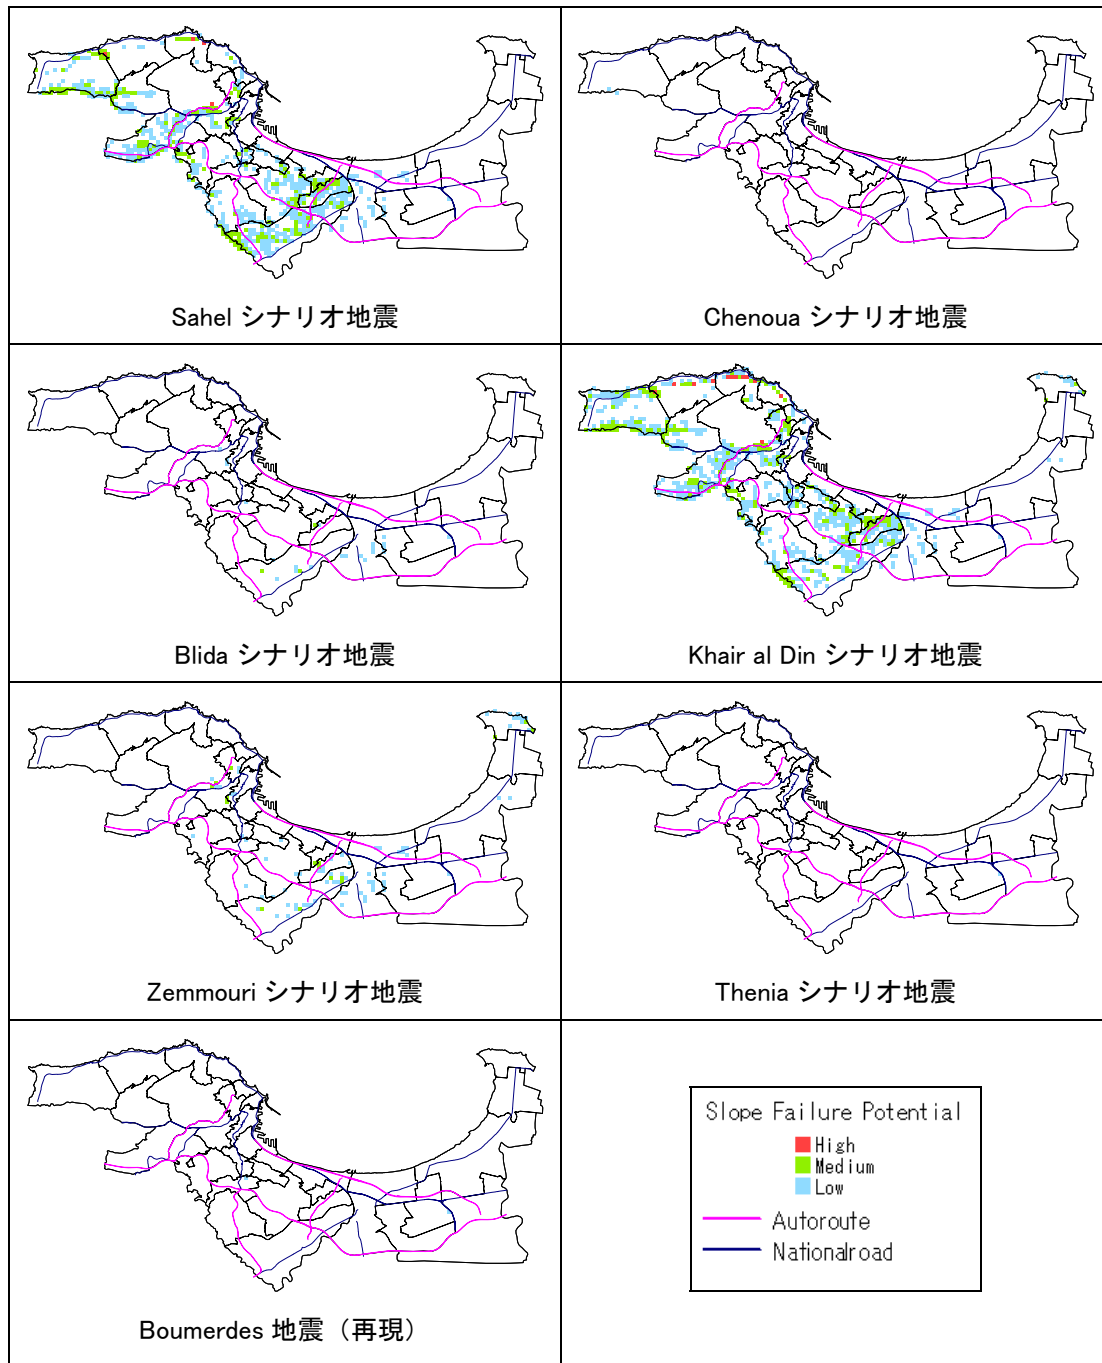 Sahel シナリオ地震
Chenoua シナリオ地震
Blida シナリオ地震
Khair al Din シナリオ地震
Zemmouri シナリオ地震
Thenia シナリオ地震
Boumerdes 地震（再現）
Slope Failure Potential
High
Medium
Low
Autoroute
Nationalroad